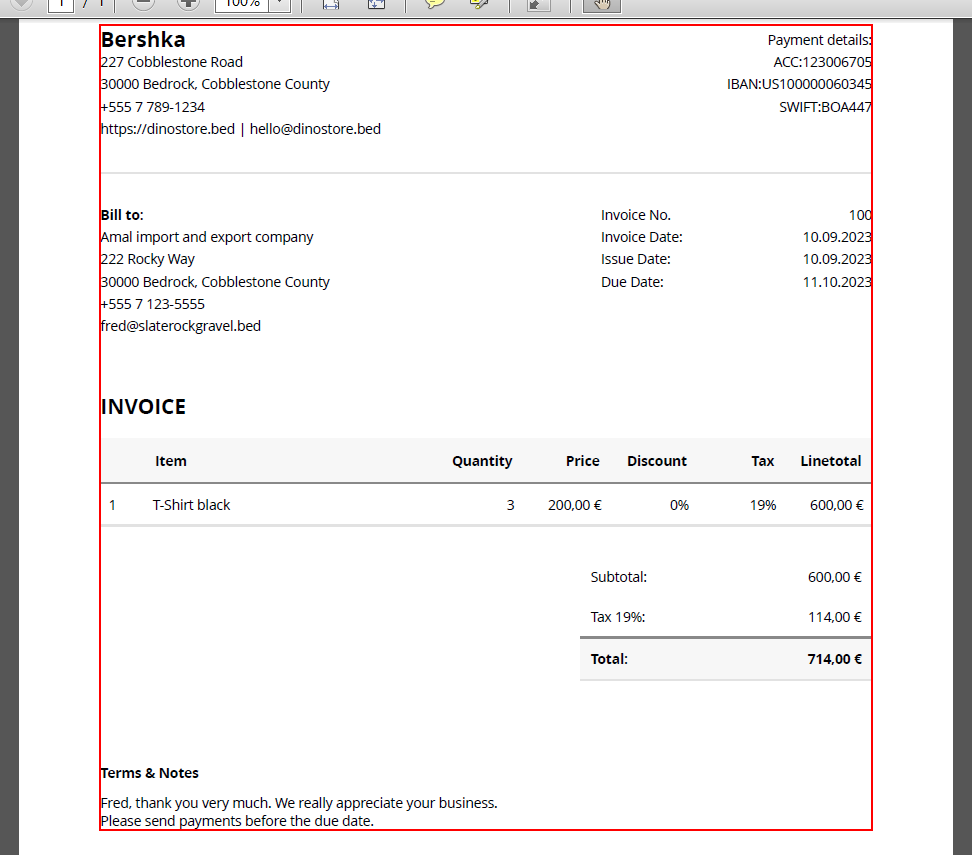 1 / 1 100%
Bershka
227 Cobblestone Road
30000 Bedrock, Cobblestone County
+555 7 789-1234
https://dinostore.bed | hello@dinostore.bed
Payment details:
ACC:123006705
IBAN:US100000060345
SWIFT:BOA447
Bill to:
Amal import and export company
222 Rocky Way
30000 Bedrock, Cobblestone County
+555 7 123-5555
fred@slaterockgravel.bed
Invoice No. 100
Invoice Date: 10.09.2023
Issue Date: 10.09.2023
Due Date: 11.10.2023
INVOICE
Item Quantity Price Discount Tax Linetotal
1 T-Shirt black 3 200,00 € 0% 19% 600,00 €
Subtotal: 600,00 €
Tax 19%: 114,00 €
Total: 714,00 €
Terms & Notes
Fred, thank you very much. We really appreciate your business.
Please send payments before the due date.